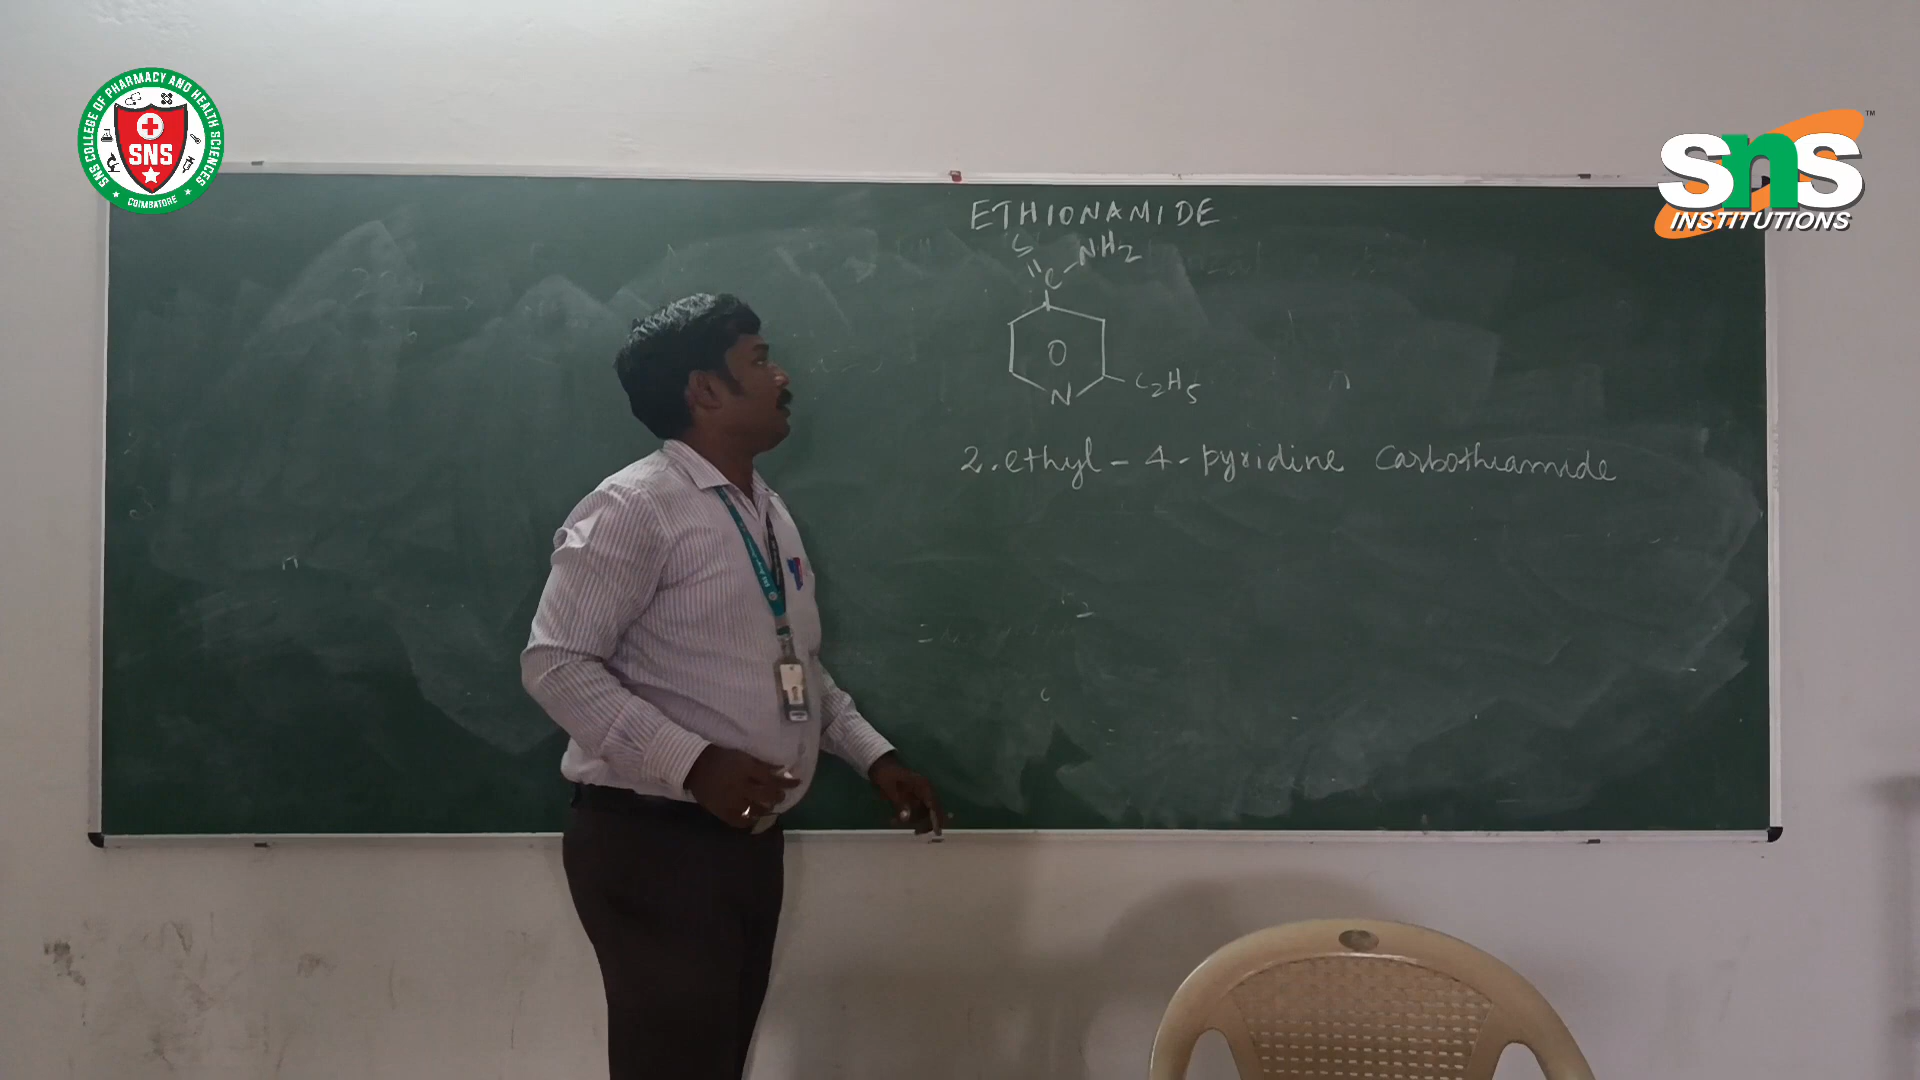 SNS COLLEGE OF PHARMACY AND HEALTH SCIENCES
SNS
COIMBATORE
sns
INSTITUTIONS
TM
ETHIONAMIDE
S
NH2
C
O
N
C2H5
2.ethyl - 4 - pyridine carbothiamide